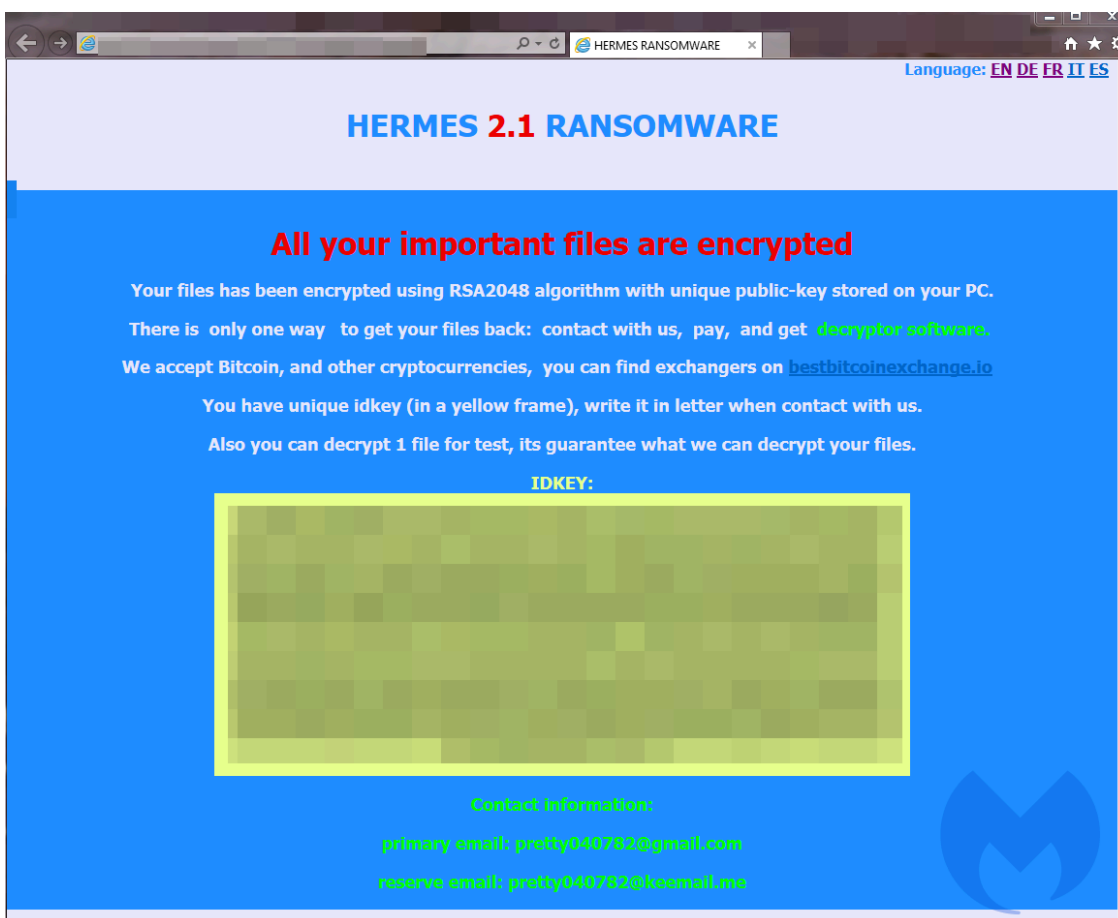 HERMES RANSOMWARE
Language: EN DE FR IT ES
HERMES 2.1 RANSOMWARE
All your important files are encrypted
Your files has been encrypted using RSA2048 algorithm with unique public-key stored on your PC.
There is only one way to get your files back: contact with us, pay, and get decryptor software.
We accept Bitcoin, and other cryptocurrencies, you can find exchangers on bestbitcoinexchange.io
You have unique idkey (in a yellow frame), write it in letter when contact with us.
Also you can decrypt 1 file for test, its guarantee what we can decrypt your files.
IDKEY:
Contact information:
primary email: pretty040782@gmail.com
reserve email: pretty040782@keemail.me